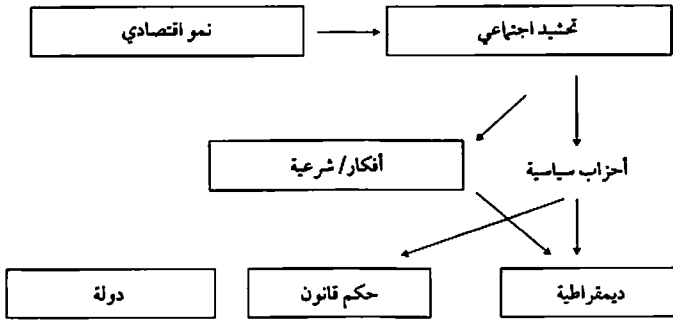 نمو اقتصادي
تحشيد اجتماعي
أفكار/ شرعية
أحزاب سياسية
دولة
حكم قانون
ديمقراطية